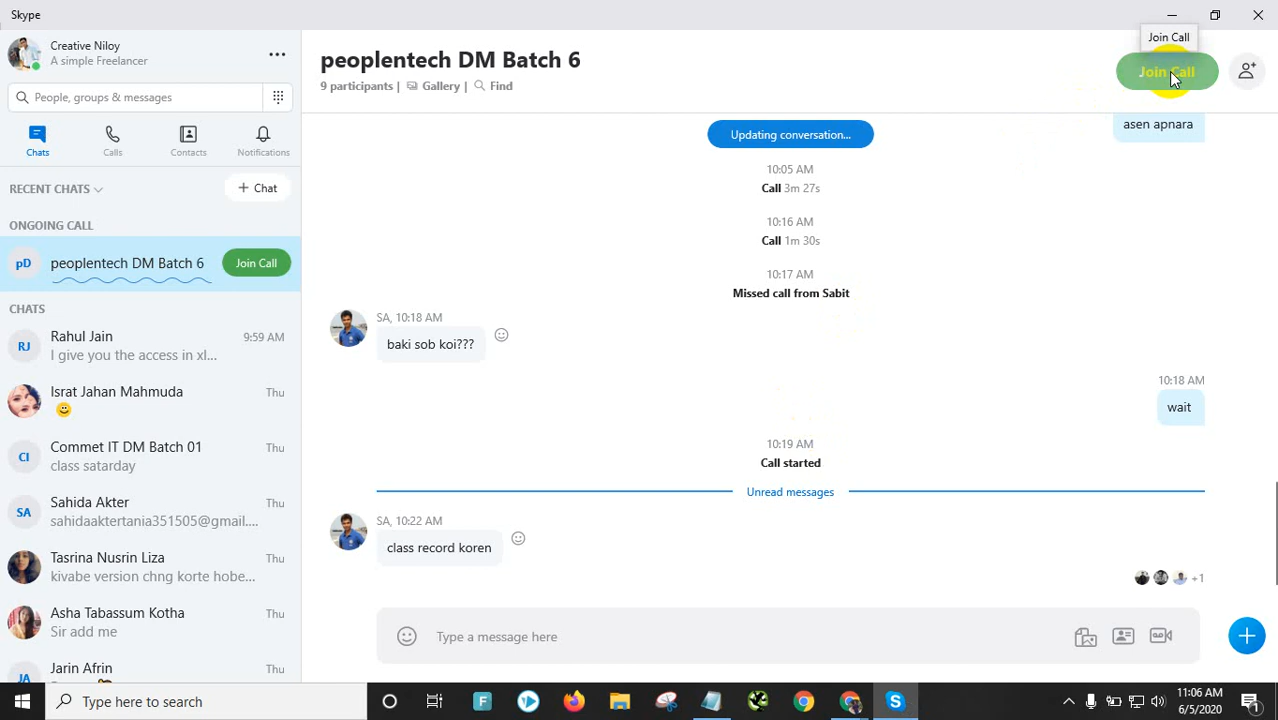 Skype
Creative Niloy
A simple Freelancer
People, groups & messages
Chats
Calls
Contacts
Notifications
RECENT CHATS
+ Chat
ONGOING CALL
pD
peoplentech DM Batch 6
Join Call
CHATS
RJ
Rahul Jain
9:59 AM
I give you the access in xl...
Israt Jahan Mahmuda
Thu
CI
Commet IT DM Batch 01
Thu
class satarday
SA
Sahida Akter
Thu
sahidaaktertania351505@gmail....
Tasrina Nusrin Liza
Thu
kivabe version chng korte hobe...
AK
Asha Tabassum Kotha
Thu
Sir add me
JA
Jarin Afrin
Thu
peoplentech DM Batch 6
9 participants | Gallery | Find
Join Call
Join Call
asen apnara
Updating conversation...
10:05 AM
Call 3m 27s
10:16 AM
Call 1m 30s
10:17 AM
Missed call from Sabit
SA, 10:18 AM
baki sob koi???
10:18 AM
wait
10:19 AM
Call started
Unread messages
SA, 10:22 AM
class record koren
+1
Type a message here
Type here to search
11:06 AM
6/5/2020
1